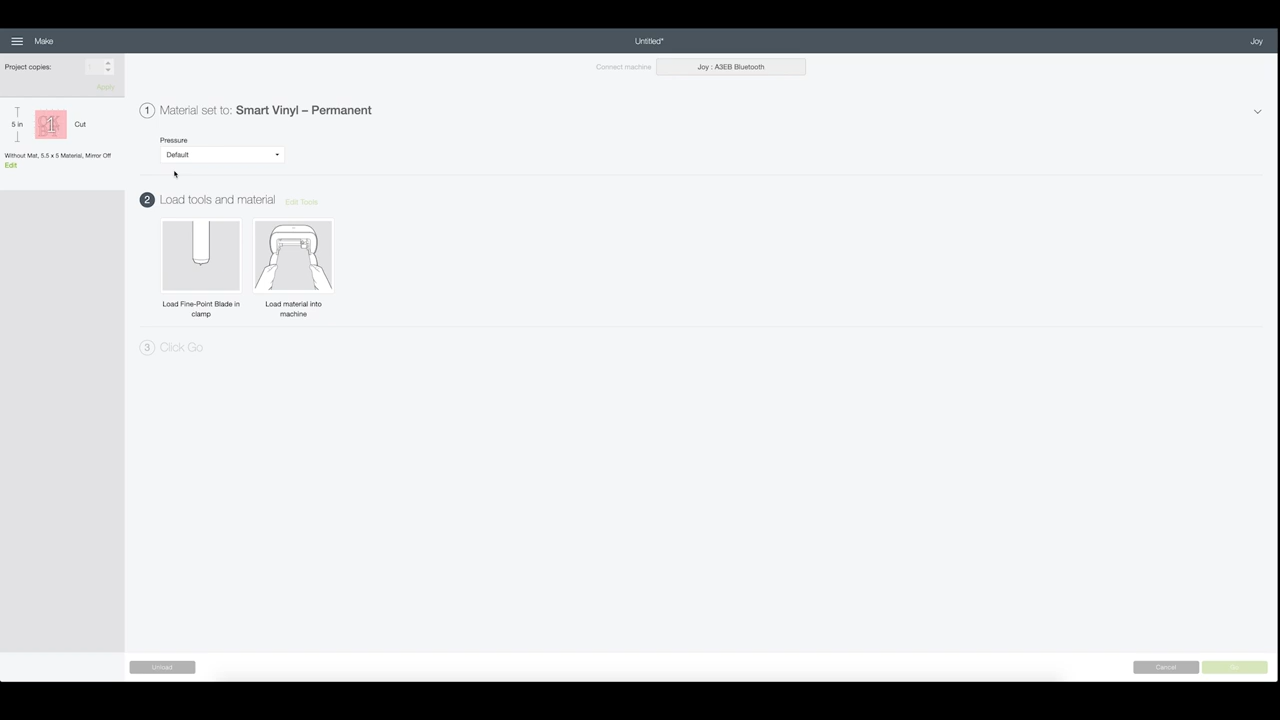 Make
Untitled*
Joy
Project copies:
Apply
Connect machine
Joy : A3EB Bluetooth
5 in
1
Cut
Without Mat, 5.5 x 5 Material, Mirror Off
Edit
1 Material set to: Smart Vinyl – Permanent
Pressure
Default
2 Load tools and material
Edit Tools
Load Fine-Point Blade in
clamp
Load material into
machine
3 Click Go
Unload
Cancel